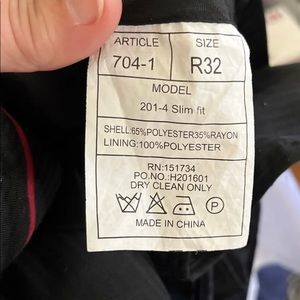 ARTICLE SIZE
704-1 R32
MODEL
201-4 Slim fit
SHELL:65%POLYESTER35%RAYON
LINING:100%POLYESTER
RN:151734
PO.NO.:H201601
DRY CLEAN ONLY
P
MADE IN CHINA